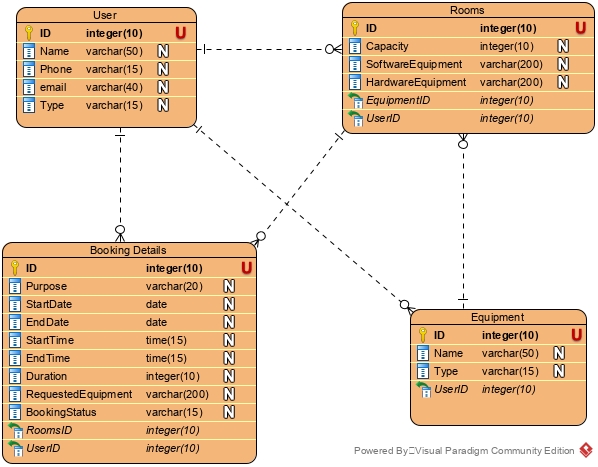 User
ID integer(10) U
Name varchar(50) N
Phone varchar(15) N
email varchar(40) N
Type varchar(15) N
Rooms
ID integer(10) U
Capacity integer(10) N
SoftwareEquipment varchar(200) N
HardwareEquipment varchar(200) N
EquipmentID integer(10)
UserID integer(10)
Booking Details
ID integer(10) U
Purpose varchar(20) N
StartDate date N
EndDate date N
StartTime time(15) N
EndTime time(15) N
Duration integer(10) N
RequestedEquipment varchar(200) N
BookingStatus varchar(15) N
RoomsID integer(10)
UserID integer(10)
Equipment
ID integer(10) U
Name varchar(50) N
Type varchar(15) N
UserID integer(10)
Powered By Visual Paradigm Community Edition